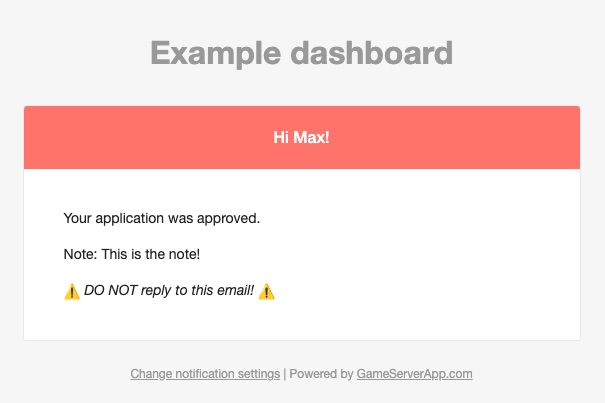 Example dashboard
Hi Max!
Your application was approved.
Note: This is the note!
⚠️ DO NOT reply to this email! ⚠️
Change notification settings | Powered by GameServerApp.com